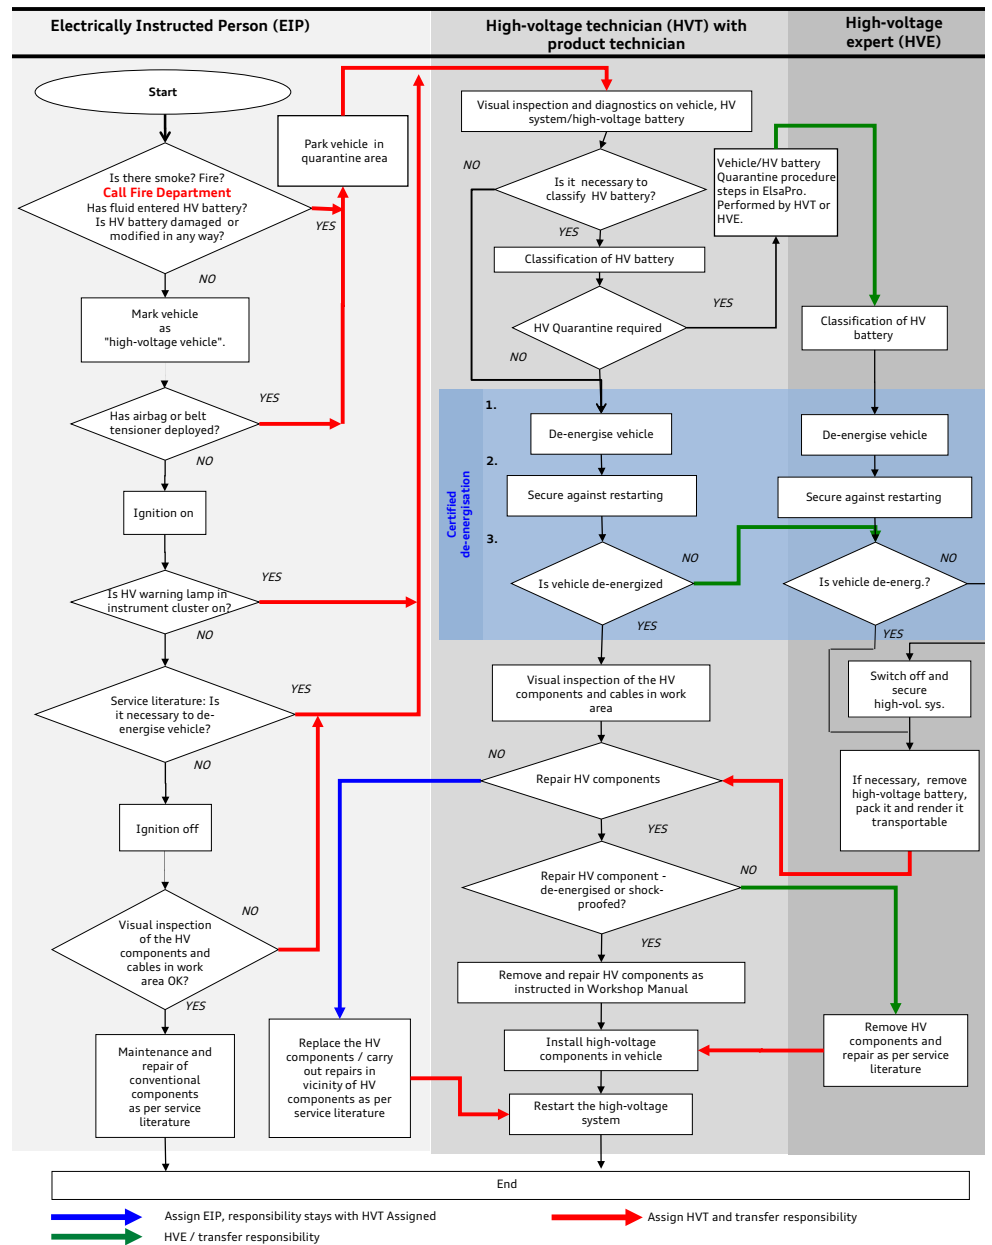 Electrically Instructed Person (EIP)
High-voltage technician (HVT) with
product technician
High-voltage
expert (HVE)
Start
Is there smoke? Fire?
Call Fire Department
Has fluid entered HV battery?
Is HV battery damaged or
modified in any way?
YES
NO
Park vehicle in
quarantine area
Mark vehicle
as
"high-voltage vehicle".
Has airbag or belt
tensioner deployed?
YES
NO
Ignition on
Is HV warning lamp in
instrument cluster on?
YES
NO
Service literature: Is
it necessary to de-
energise vehicle?
YES
NO
Ignition off
Visual inspection
of the HV
components and
cables in work
area OK?
NO
YES
Maintenance and
repair of
conventional
components
as per service
literature
Replace the HV
components / carry
out repairs in
vicinity of HV
components as per
service literature
Visual inspection and diagnostics on vehicle, HV
system/high-voltage battery
NO
Is it necessary to
classify HV battery?
YES
Classification of HV battery
HV Quarantine required
YES
NO
Vehicle/HV battery
Quarantine procedure
steps in ElsaPro.
Performed by HVT or
HVE.
Certified
de-energisation
1.
De-energise vehicle
2.
Secure against restarting
3.
Is vehicle de-energized
NO
YES
Visual inspection of the HV
components and cables in work
area
NO
Repair HV components
YES
Repair HV component -
de-energised or shock-
proofed?
NO
YES
Remove and repair HV components as
instructed in Workshop Manual
Install high-voltage
components in vehicle
Restart the high-voltage
system
Classification of HV
battery
De-energise vehicle
Secure against restarting
Is vehicle de-energ.?
NO
YES
Switch off and
secure
high-vol. sys.
If necessary, remove
high-voltage battery,
pack it and render it
transportable
Remove HV
components and
repair as per service
literature
End
Assign EIP, responsibility stays with HVT Assigned
Assign HVT and transfer responsibility
HVE / transfer responsibility